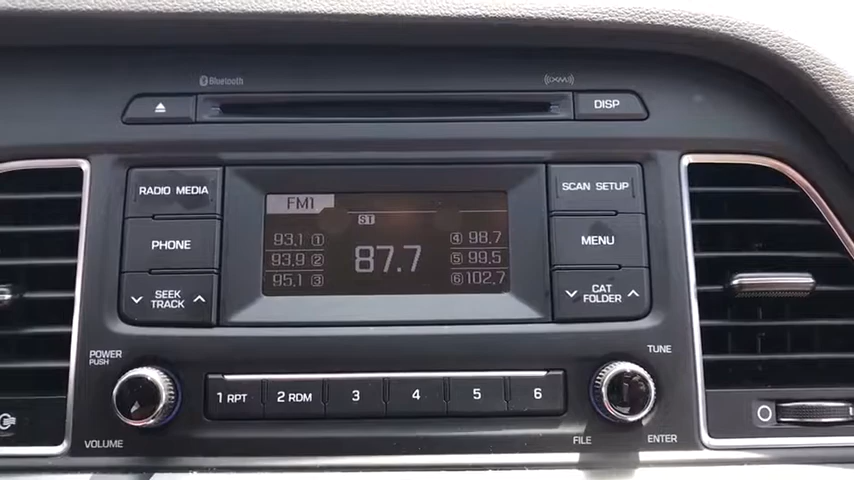 Bluetooth
((XM))
DISP
RADIO MEDIA
SCAN SETUP
FM1
ST
93.1 1
93.9 2
95.1 3
87.7
4 98.7
5 99.5
6 102.7
PHONE
MENU
SEEK
TRACK
CAT
FOLDER
POWER
PUSH
TUNE
1 RPT
2 RDM
3
4
5
6
VOLUME
FILE
ENTER